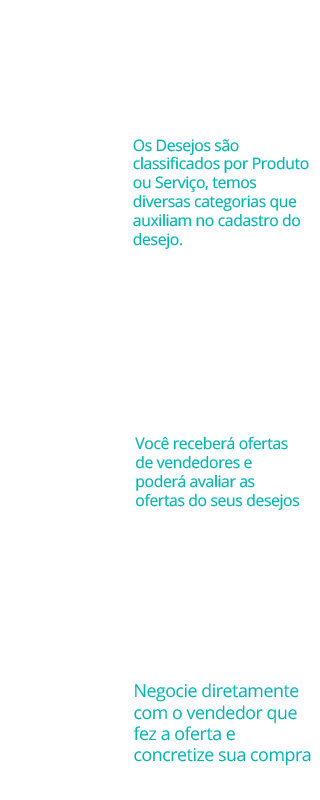 Os Desejos são
classificados por Produto
ou Serviço, temos
diversas categorias que
auxiliam no cadastro do
desejo.
Você receberá ofertas
de vendedores e
poderá avaliar as
ofertas do seus desejos
Negocie diretamente
com o vendedor que
fez a oferta e
concretize sua compra